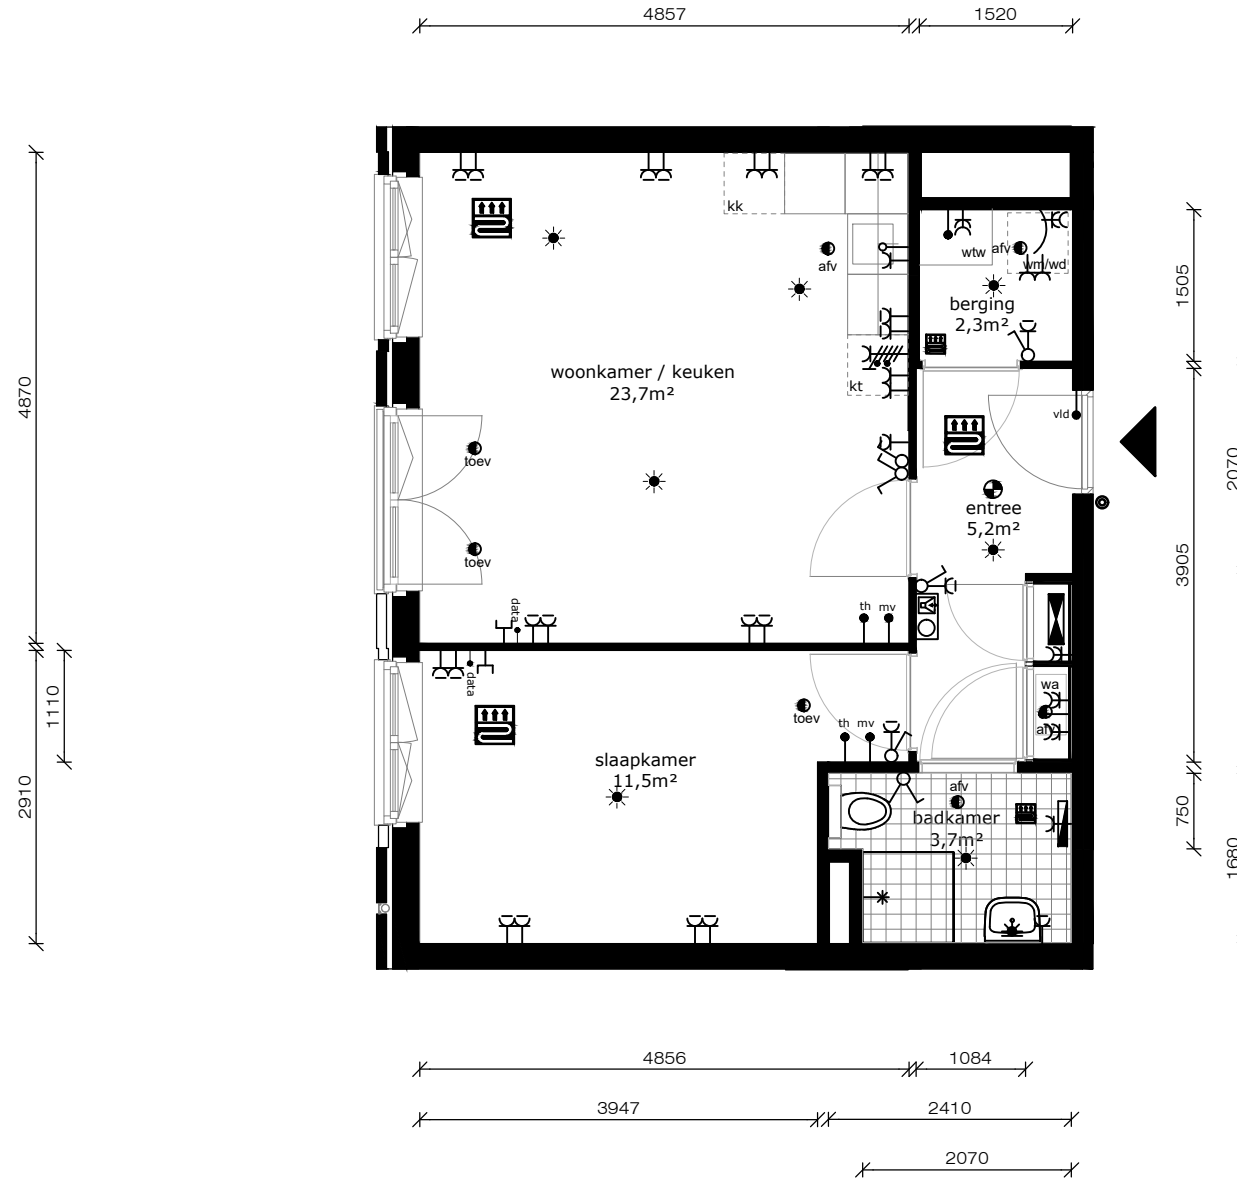 4857
1520
kk
afv
wtw
afv
wm/wd
berging
2,3m²
1505
4870
woonkamer / keuken
23,7m²
kt
vld
toev
2070
entree
5,2m²
toev
3905
data
th
mv
1110
data
wa
toev
th
mv
afv
slaapkamer
11,5m²
2910
afv
badkamer
3,7m²
750
1680
4856
1084
3947
2410
2070